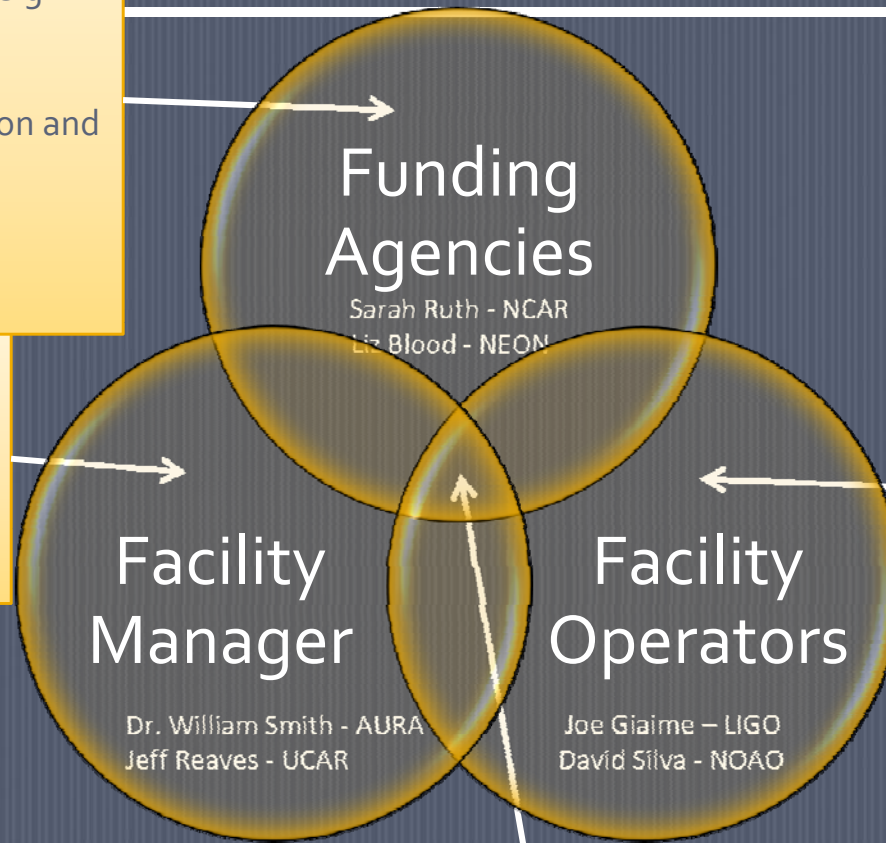 on and
Funding
Agencies
Sarah Ruth - NCAR
Liz Blood - NEON
Facility
Manager
Dr. William Smith - AURA
Jeff Reaves - UCAR
Facility
Operators
Joe Giaime – LIGO
David Silva - NOAO